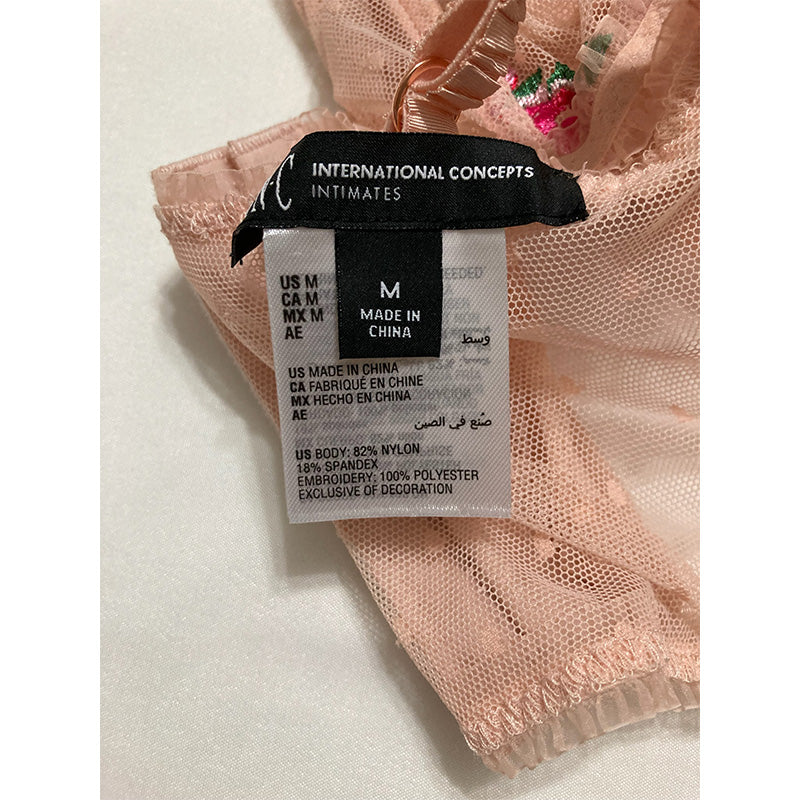 INTERNATIONAL CONCEPTS
INTIMATES
M
MADE IN
CHINA
US M
CA M
MX M
AE
وسط
US MADE IN CHINA
CA FABRIQUÉ EN CHINE
MX HECHO EN CHINA
AE
صُنع في الصين
US BODY: 82% NYLON
18% SPANDEX
EMBROIDERY: 100% POLYESTER
EXCLUSIVE OF DECORATION